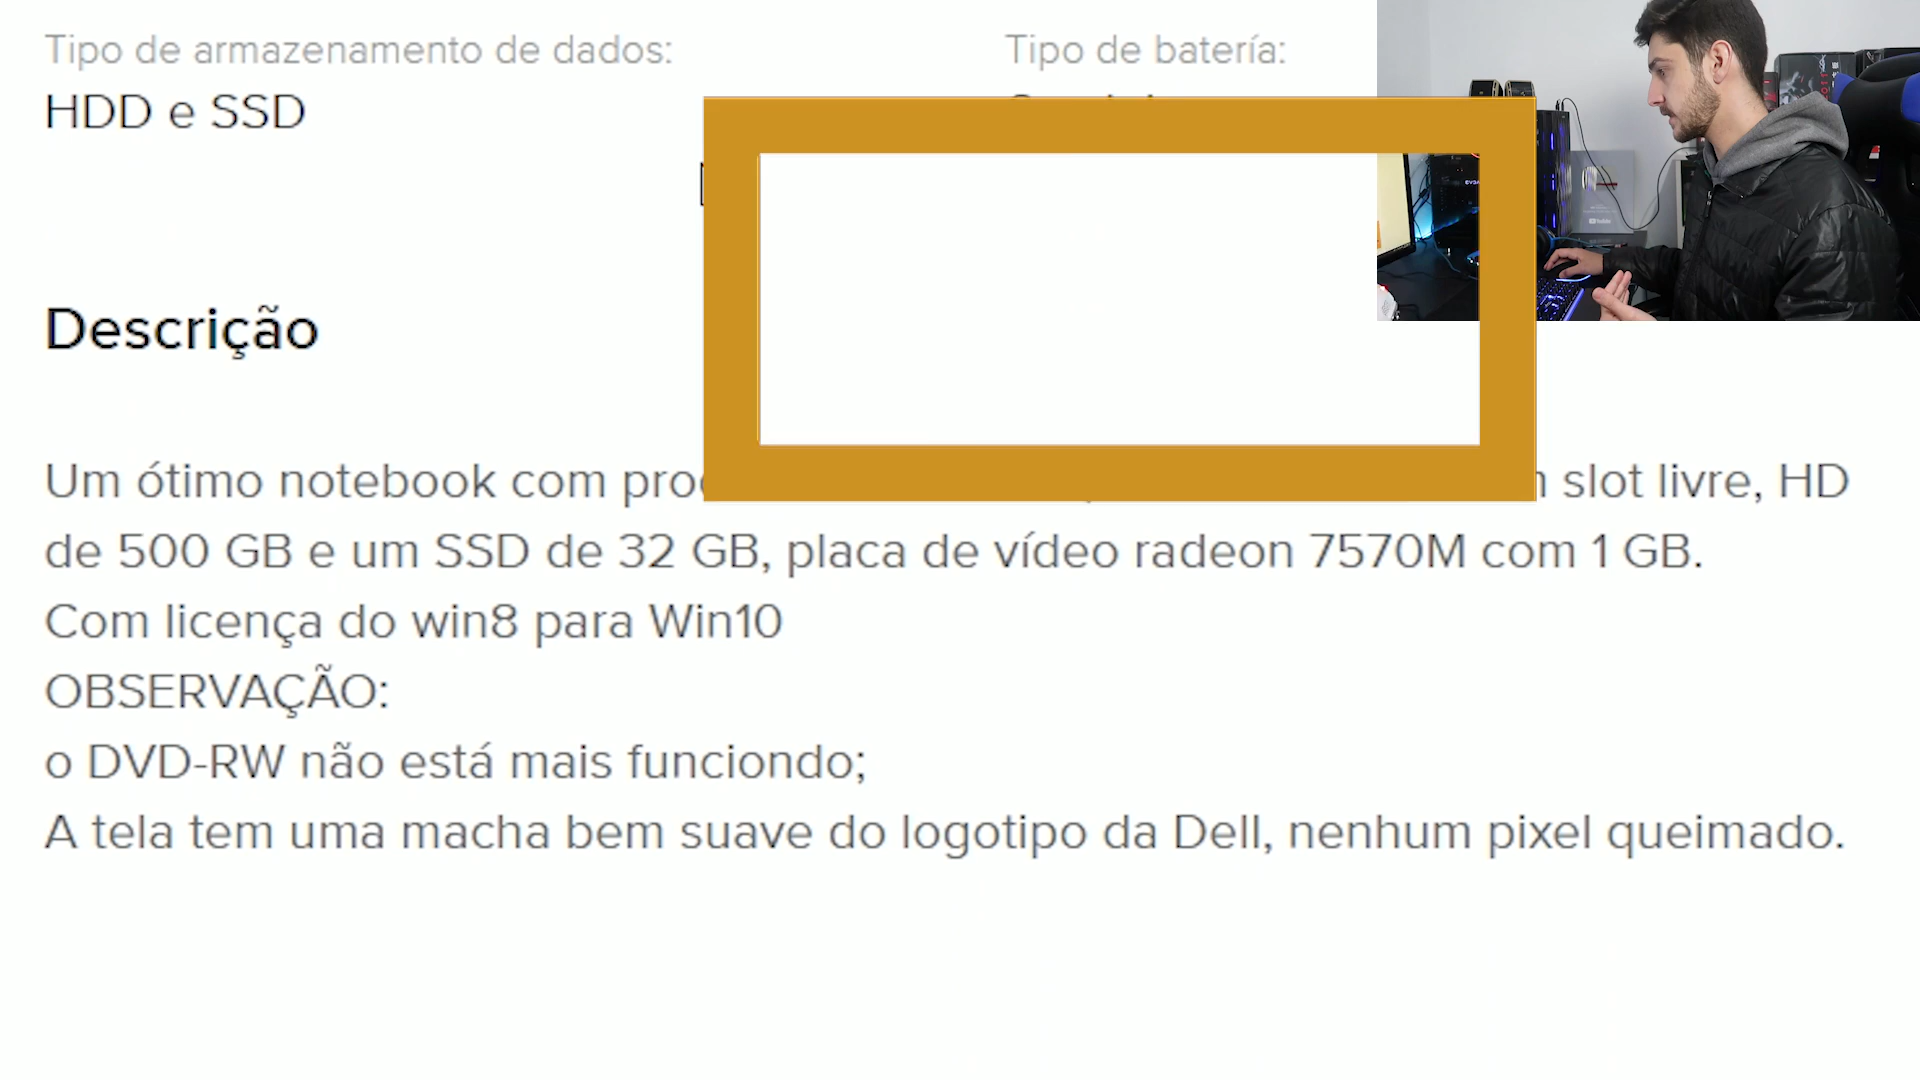 Tipo de armazenamento de dados:
Tipo de batería:
HDD e SSD
Descrição
Um ótimo notebook com
slot livre, HD
de 500 GB e um SSD de 32 GB, placa de vídeo radeon 7570M com 1 GB.
Com licença do win8 para Win10
OBSERVAÇÃO:
o DVD-RW não está mais funciondo;
A tela tem uma macha bem suave do logotipo da Dell, nenhum pixel queimado.